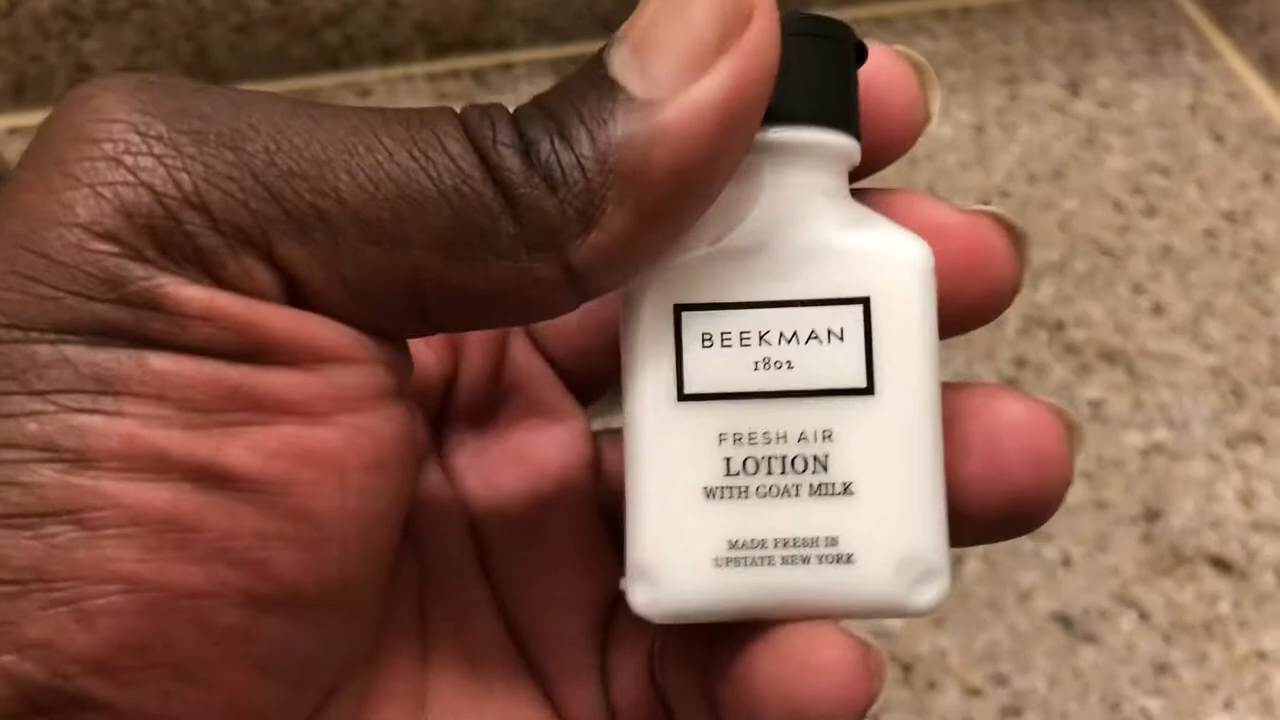 BEEKMAN
1802
FRESH AIR
LOTION
WITH GOAT MILK
MADE FRESH IN
UPSTATE NEW YORK